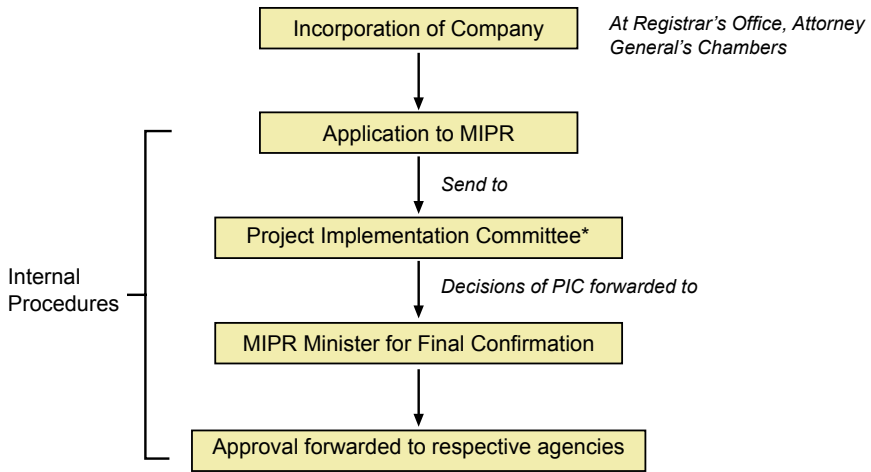 Incorporation of Company
At Registrar's Office, Attorney
General's Chambers
Application to MIPR
Send to
Project Implementation Committee*
Internal
Procedures
Decisions of PIC forwarded to
MIPR Minister for Final Confirmation
Approval forwarded to respective agencies